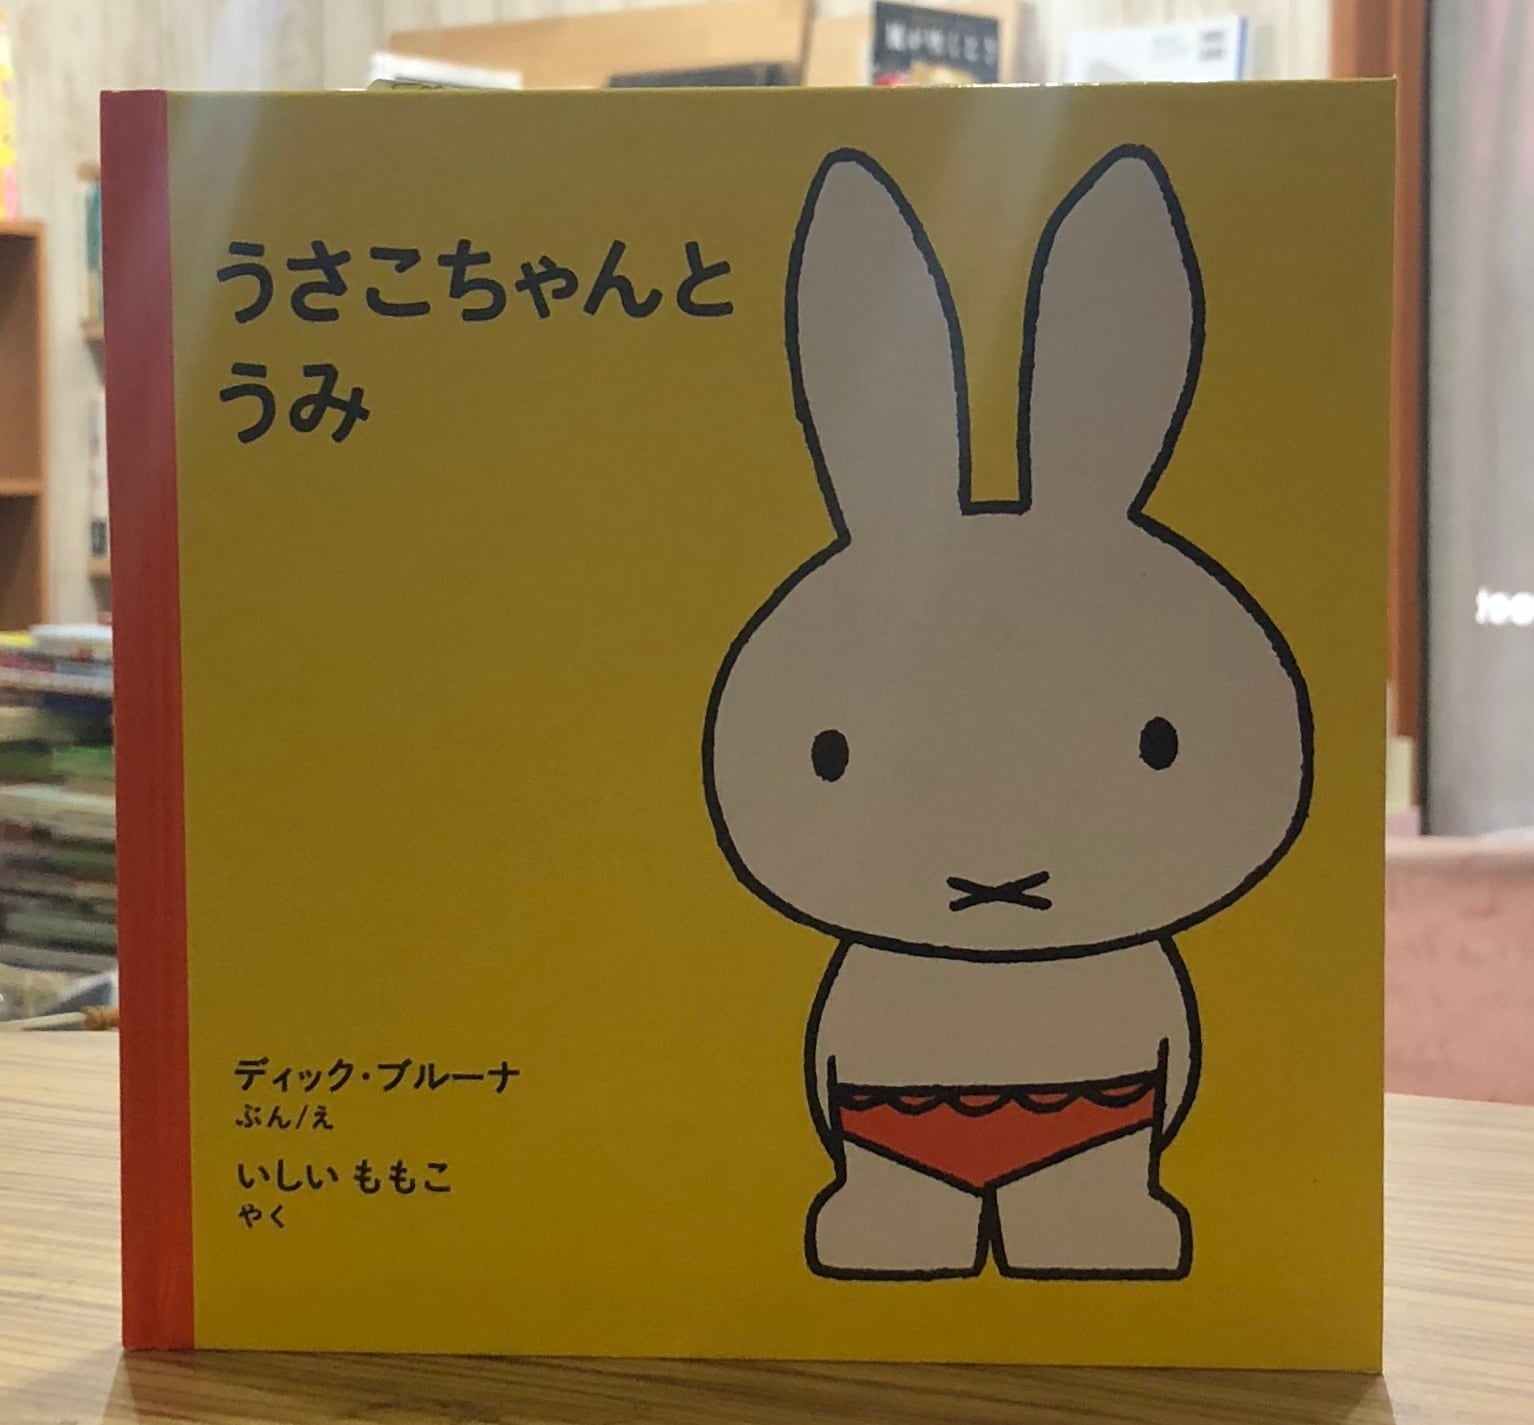 うさこちゃんと
うみ
ディック・ブルーナ
ぶん/え
いしい ももこ
やく